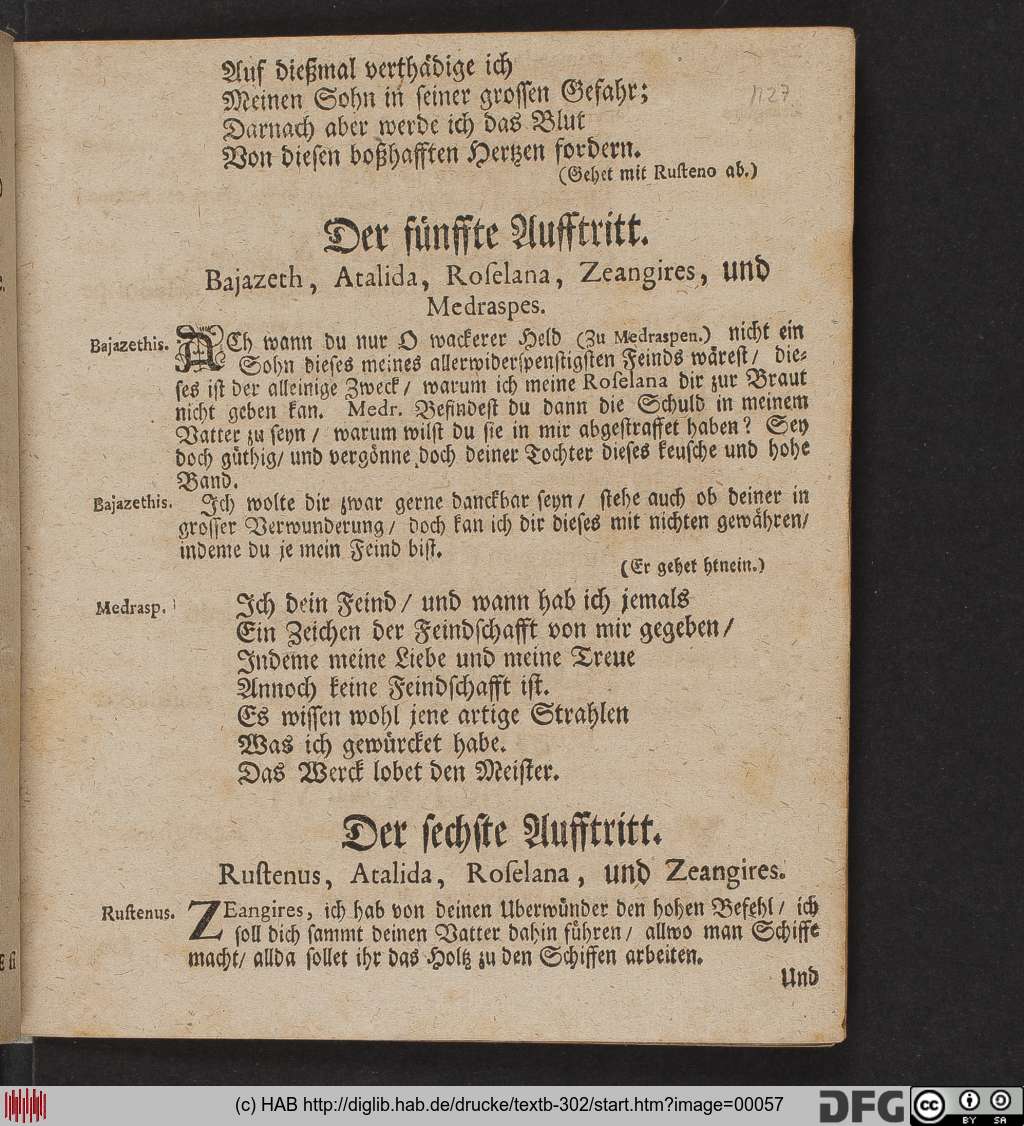 Auf dießmal verthädige ich
Meinen Sohn in seiner grossen Gefahr;
Darnach aber werde ich das Blut
Von diesen boßhafften Hertzen fordern.
(Gehet mit Rusteno ab.)
1127
Der fünffte Aufftritt.
Bajazeth, Atalida, Roselana, Zeangires, und
Medraspes.
Bajazethis. ACh wann du nur O wackerer Held (Zu Medraspen.) nicht ein
Sohn dieses meines allerwiderspenstigsten Feinds wärest/ die-
ses ist der alleinige Zweck/ warum ich meine Roselana dir zur Braut
nicht geben kan. Medr. Befindest du dann die Schuld in meinem
Vatter zu seyn/ warum wilst du sie in mir abgestraffet haben? Sey
doch güthig/ und vergönne doch deiner Tochter dieses keusche und hohe
Band.
Bajazethis. Ich wolte dir zwar gerne danckbar seyn/ stehe auch ob deiner in
grosser Verwunderung/ doch kan ich dir dieses mit nichten gewähren/
indeme du je mein Feind bist.
(Er gehet hinein.)
Medrasp. Ich dein Feind/ und wann hab ich jemals
Ein Zeichen der Feindschafft von mir gegeben/
Indeme meine Liebe und meine Treue
Annoch keine Feindschafft ist.
Es wissen wohl jene artige Strahlen
Was ich gewürcket habe.
Das Werck lobet den Meister.
Der sechste Aufftritt.
Rustenus, Atalida, Roselana, und Zeangires.
Rustenus. ZEangires, ich hab von deinen Uberwünder den hohen Befehl/ ich
soll dich sammt deinen Vatter dahin führen/ allwo man Schiffe
macht/ allda sollet ihr das Holtz zu den Schiffen arbeiten.
Und
(c) HAB http://diglib.hab.de/drucke/textb-302/start.htm?image=00057
DFG
cc BY SA